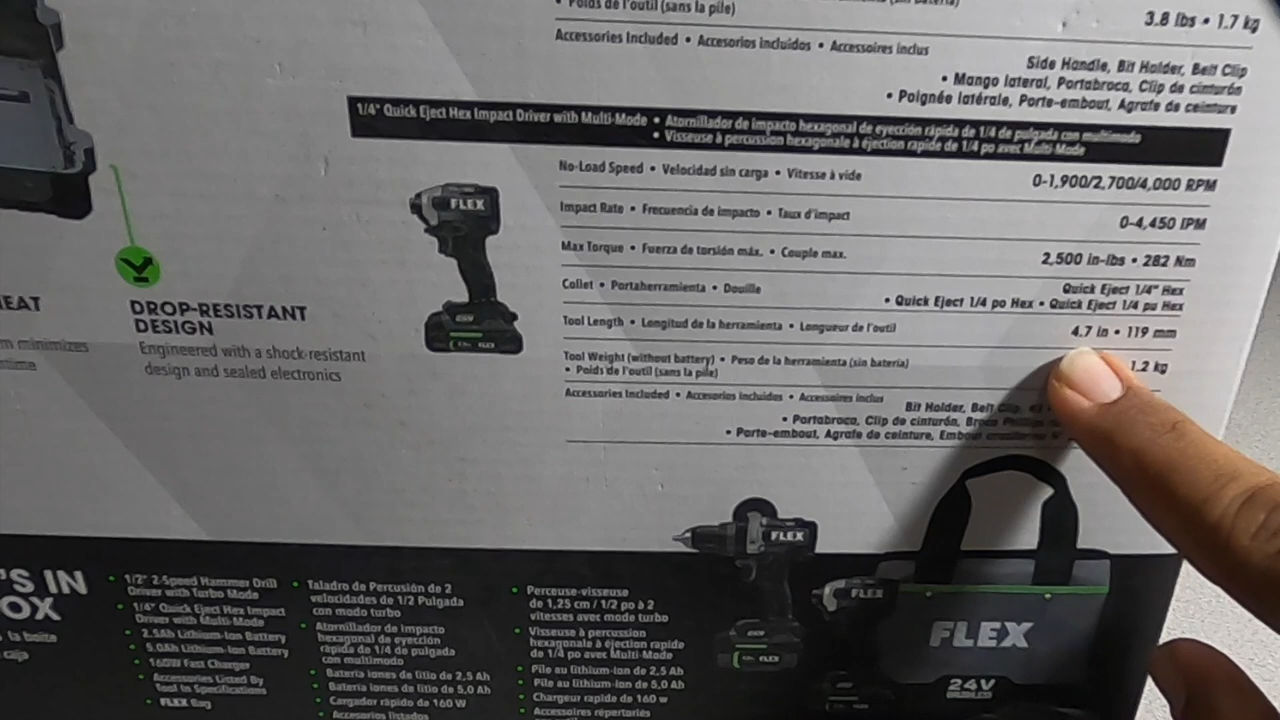 • Poids de l'outil (sans la pile)
3.8 lbs • 1.7 kg
Accessories Included • Accesorios incluidos • Accessoires inclus
Side Handle, Bit Holder, Belt Clip
• Mango lateral, Portabroca, Clip de cinturón
• Poignée latérale, Porte-embout, Agrafe de ceinture
1/4" Quick Eject Hex Impact Driver with Multi-Mode • Atornillador de impacto hexagonal de eyección rápida de 1/4 de pulgada con multimodo
• Visseuse à percussion hexagonale à éjection rapide de 1/4 po avec Multi-Mode
No-Load Speed • Velocidad sin carga • Vitesse à vide
0-1,900/2,700/4,000 RPM
Impact Rate • Frecuencia de impacto • Taux d'impact
0-4,450 IPM
Max Torque • Fuerza de torsión máx. • Couple max.
2,500 in-lbs • 282 Nm
Collet • Portaherramienta • Douille
Quick Eject 1/4" Hex
• Quick Eject 1/4 po Hex • Quick Eject 1/4 pu Hex
Tool Length • Longitud de la herramienta • Longueur de l'outil
4.7 in • 119 mm
Tool Weight (without battery) • Peso de la herramienta (sin batería)
• Poids de l'outil (sans la pile)
1.2 kg
Accessories Included • Accesorios incluidos • Accessoires inclus
Bit Holder, Belt Clip,
• Portabroca, Clip de cinturón,
• Porte-embout, Agrafe de ceinture,
FLEX
EAT
minimizes
DROP-RESISTANT
DESIGN
Engineered with a shock-resistant
design and sealed electronics
'S IN
OX
la boîte
caja
• 1/2" 2-Speed Hammer Drill
Driver with Turbo Mode
• 1/4" Quick Eject Hex Impact
Driver with Multi-Mode
• 2.5Ah Lithium-Ion Battery
• 5.0Ah Lithium-Ion Battery
• 160W Fast Charger
• Accessories Listed By
Tool in Specifications
• FLEX Bag
• Taladro de Percusión de 2
velocidades de 1/2 Pulgada
con modo turbo
• Atornillador de impacto
hexagonal de eyección
rápida de 1/4 de pulgada
con multimodo
• Batería iones de litio de 2,5 Ah
• Batería iones de litio de 5,0 Ah
• Cargador rápido de 160 W
• Accesorios listados
• Perceuse-visseuse
de 1,25 cm / 1/2 po à 2
vitesses avec mode turbo
• Visseuse à percussion
hexagonale à éjection rapide
de 1/4 po avec Multi-Mode
• Pile au lithium-ion de 2,5 Ah
• Pile au lithium-ion de 5,0 Ah
• Chargeur rapide de 160 w
• Accessoires répertoriés
FLEX
FLEX
FLEX
FLEX
24V